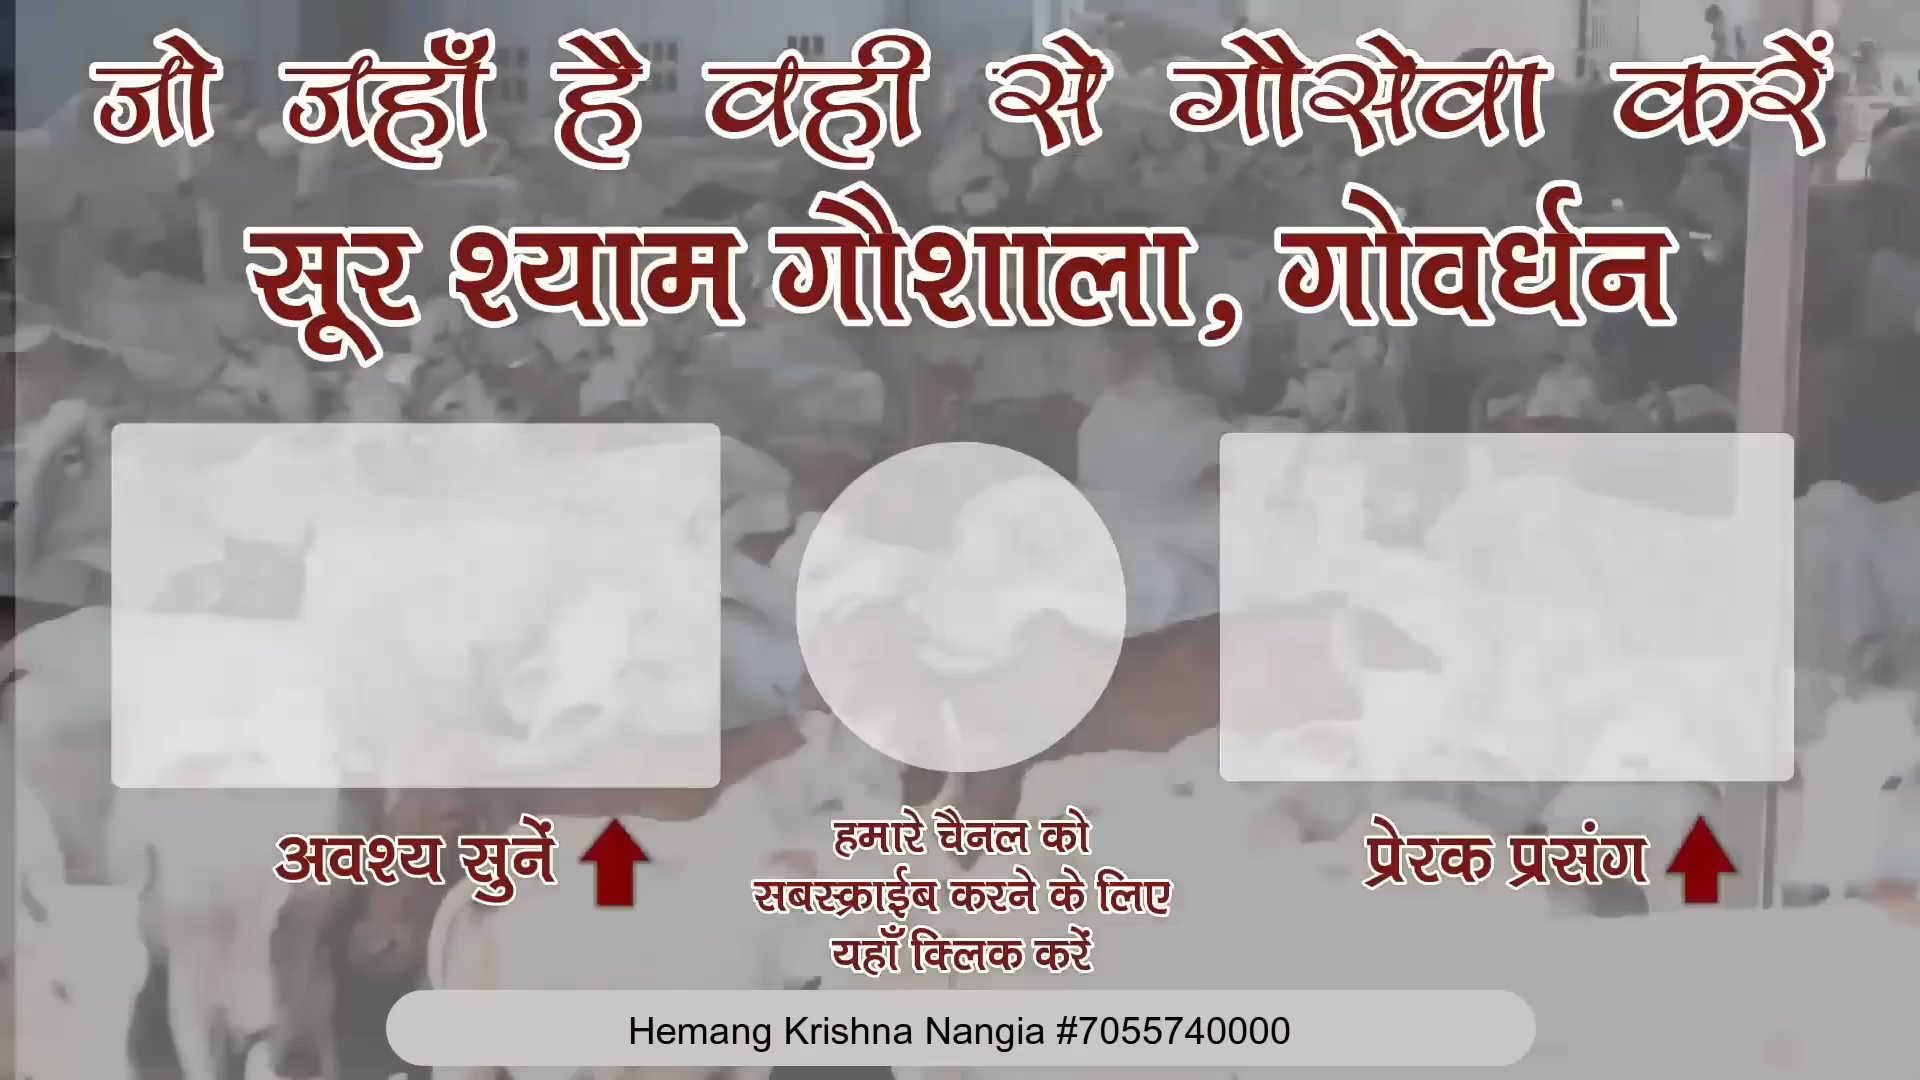 जो जहाँ है वही से गौसेवा करें
सूर श्याम गौशाला, गोवर्धन
अवश्य सुनें
हमारे चैनल को
सबस्क्राईब करने के लिए
यहाँ क्लिक करें
प्रेरक प्रसंग
Hemang Krishna Nangia #7055740000